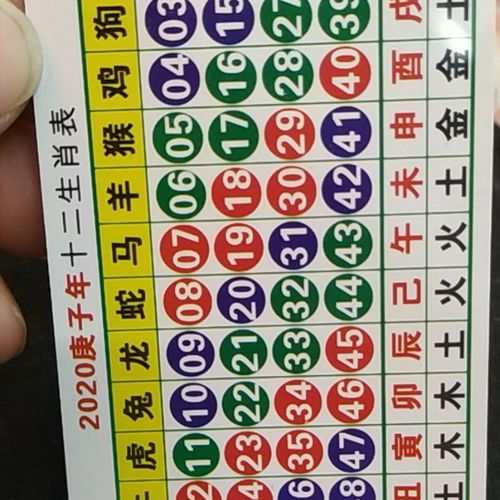 2020庚子年十二生肖表
狗 03 15 27 39 戌 土
鸡 04 16 28 40 酉 金
猴 05 17 29 41 申 金
羊 06 18 30 42 未 土
马 07 19 31 43 午 火
蛇 08 20 32 44 己 火
龙 09 21 33 45 辰 土
兔 10 22 34 46 卯 木
虎 11 23 35 47 寅 木
丑